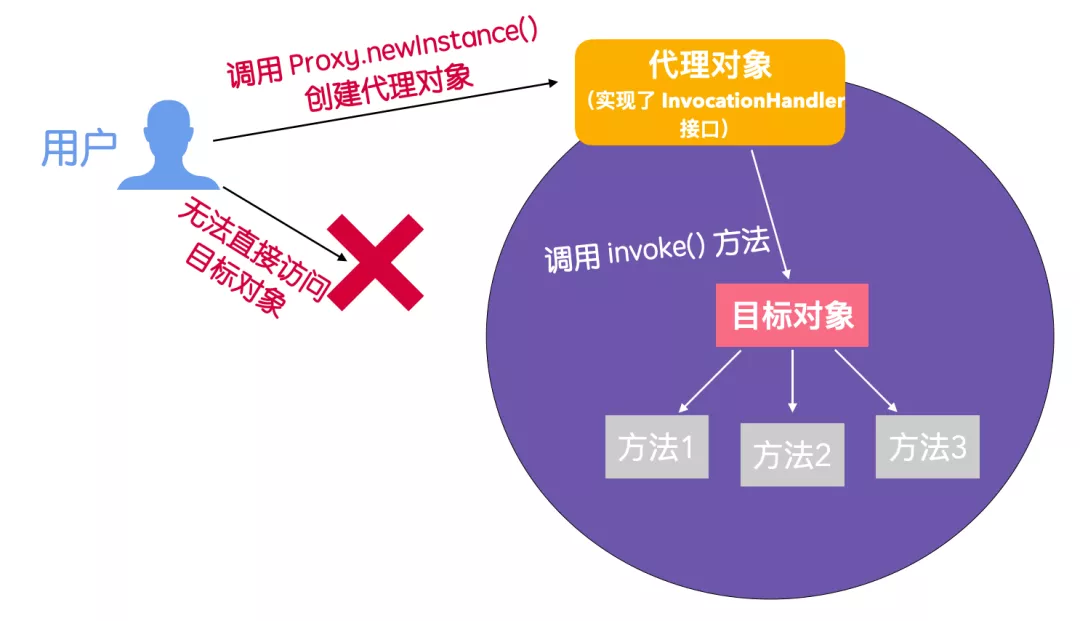 调用 Proxy.newInstance()
创建代理对象
用户
无法直接访问
目标对象
代理对象
（实现了 InvocationHandler
接口）
调用 invoke() 方法
目标对象
方法1
方法2
方法3